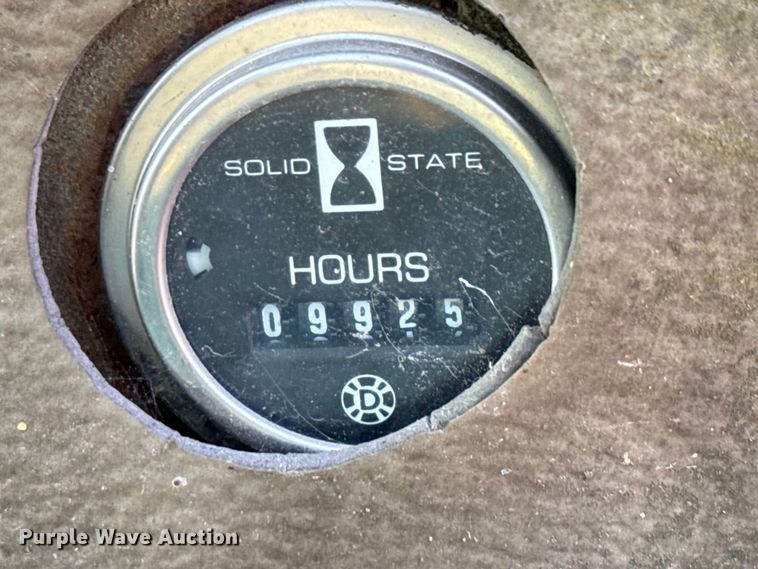 SOLID STATE
HOURS
09925
D
Purple Wave Auction